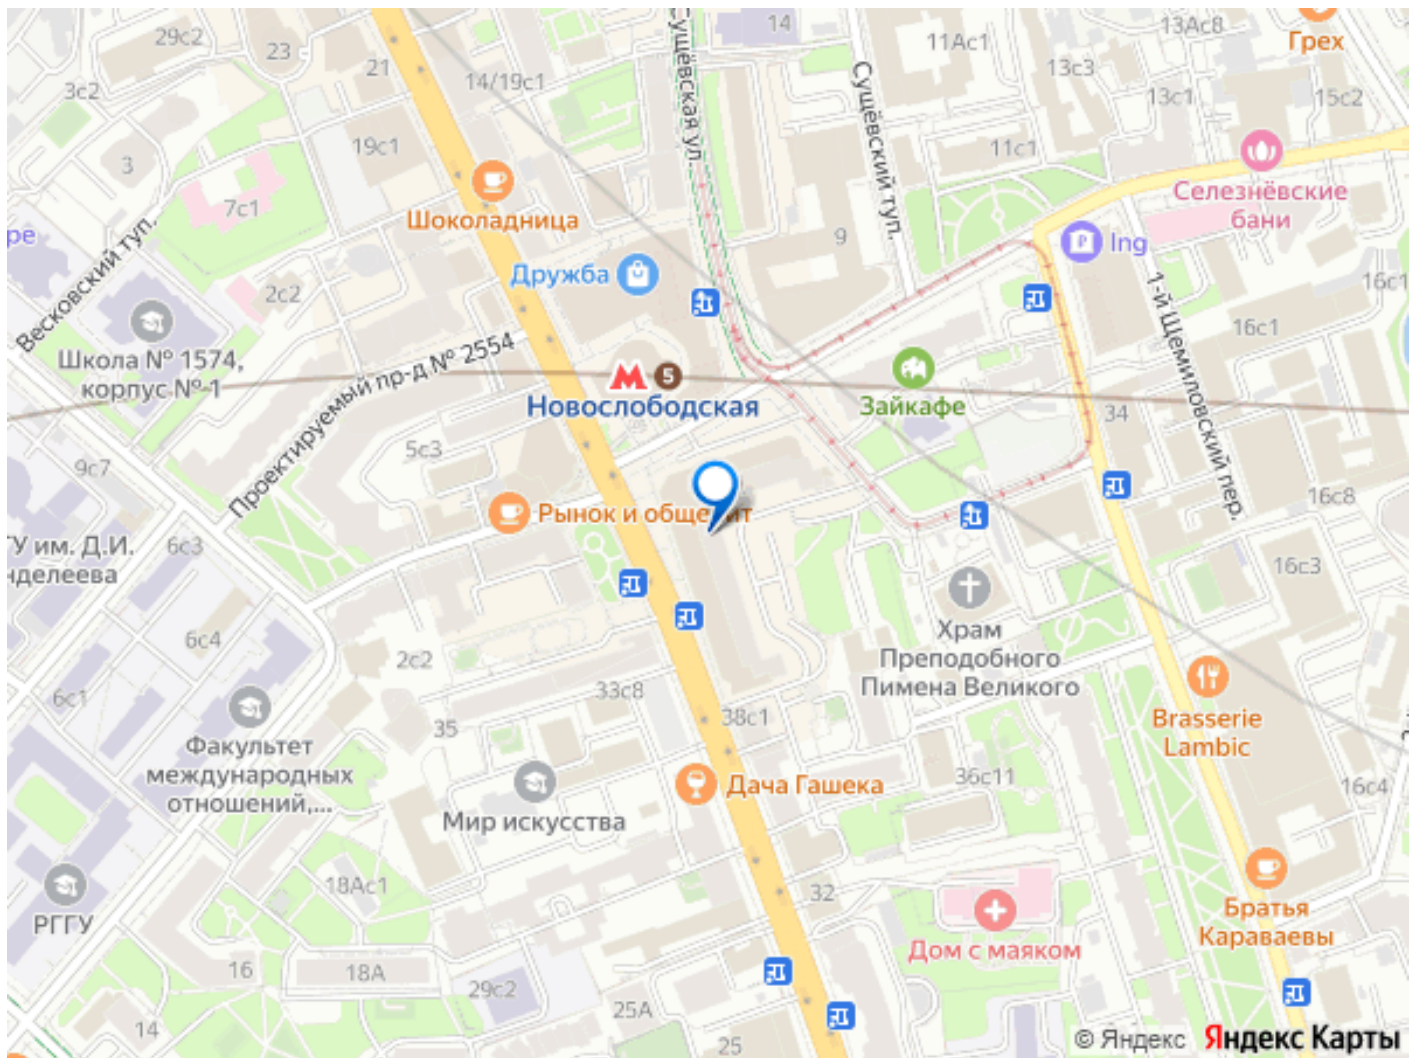 29с2
23
21
14/19с1
Сущёвская ул.
14
11Ас1
13Ас8
Грех
3с2
13с3
13с1
15с2
3
19с1
Сущёвский туп.
11с1
Шоколадница
7с1
Селезнёвские
бани
ре
9
Ing
Весковский туп.
Дружба
2с2
16с1
1-й Щемиловский пер.
16с1
Школа № 1574,
корпус № 1
Проектируемый пр-д № 2554
5
Новослободская
Зайкафе
34
5с3
9с7
16с8
Рынок и общепит
У им. Д.И.
нделеева
6с3
16с3
6с4
2с2
Храм
Преподобного
Пимена Великого
6с1
33с8
38с1
35
Brasserie
Lambic
Факультет
международных
отношений,...
36с11
Дача Гашека
16с4
Мир искусства
18Ас1
32
РГГУ
Братья
Караваевы
Дом с маяком
16
18А
29с2
25А
14
25
© Яндекс Яндекс Карты